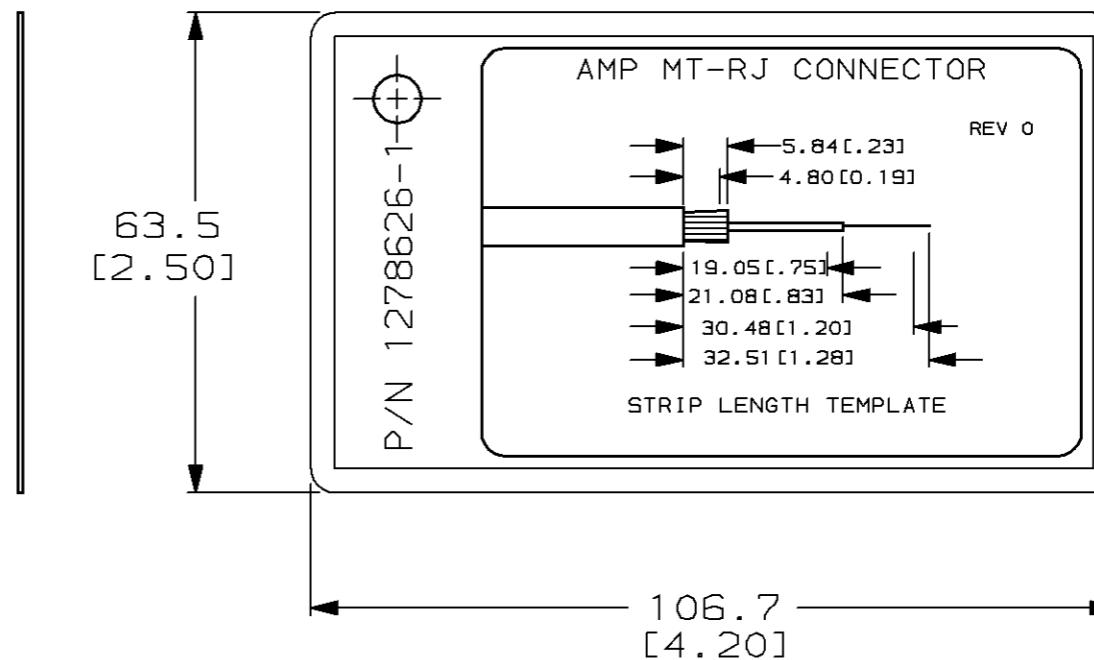 AMP MT-RJ CONNECTOR
REV 0
5.84[.23]
4.80[0.19]
63.5
[2.50]
P/N 1278626-1
19.05[.75]
21.08[.83]
30.48[1.20]
32.51[1.28]
STRIP LENGTH TEMPLATE
106.7
[4.20]